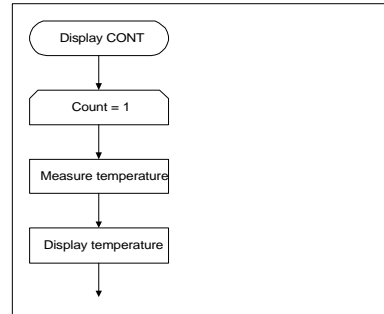 Display CONT
Count = 1
Measure temperature
Display temperature